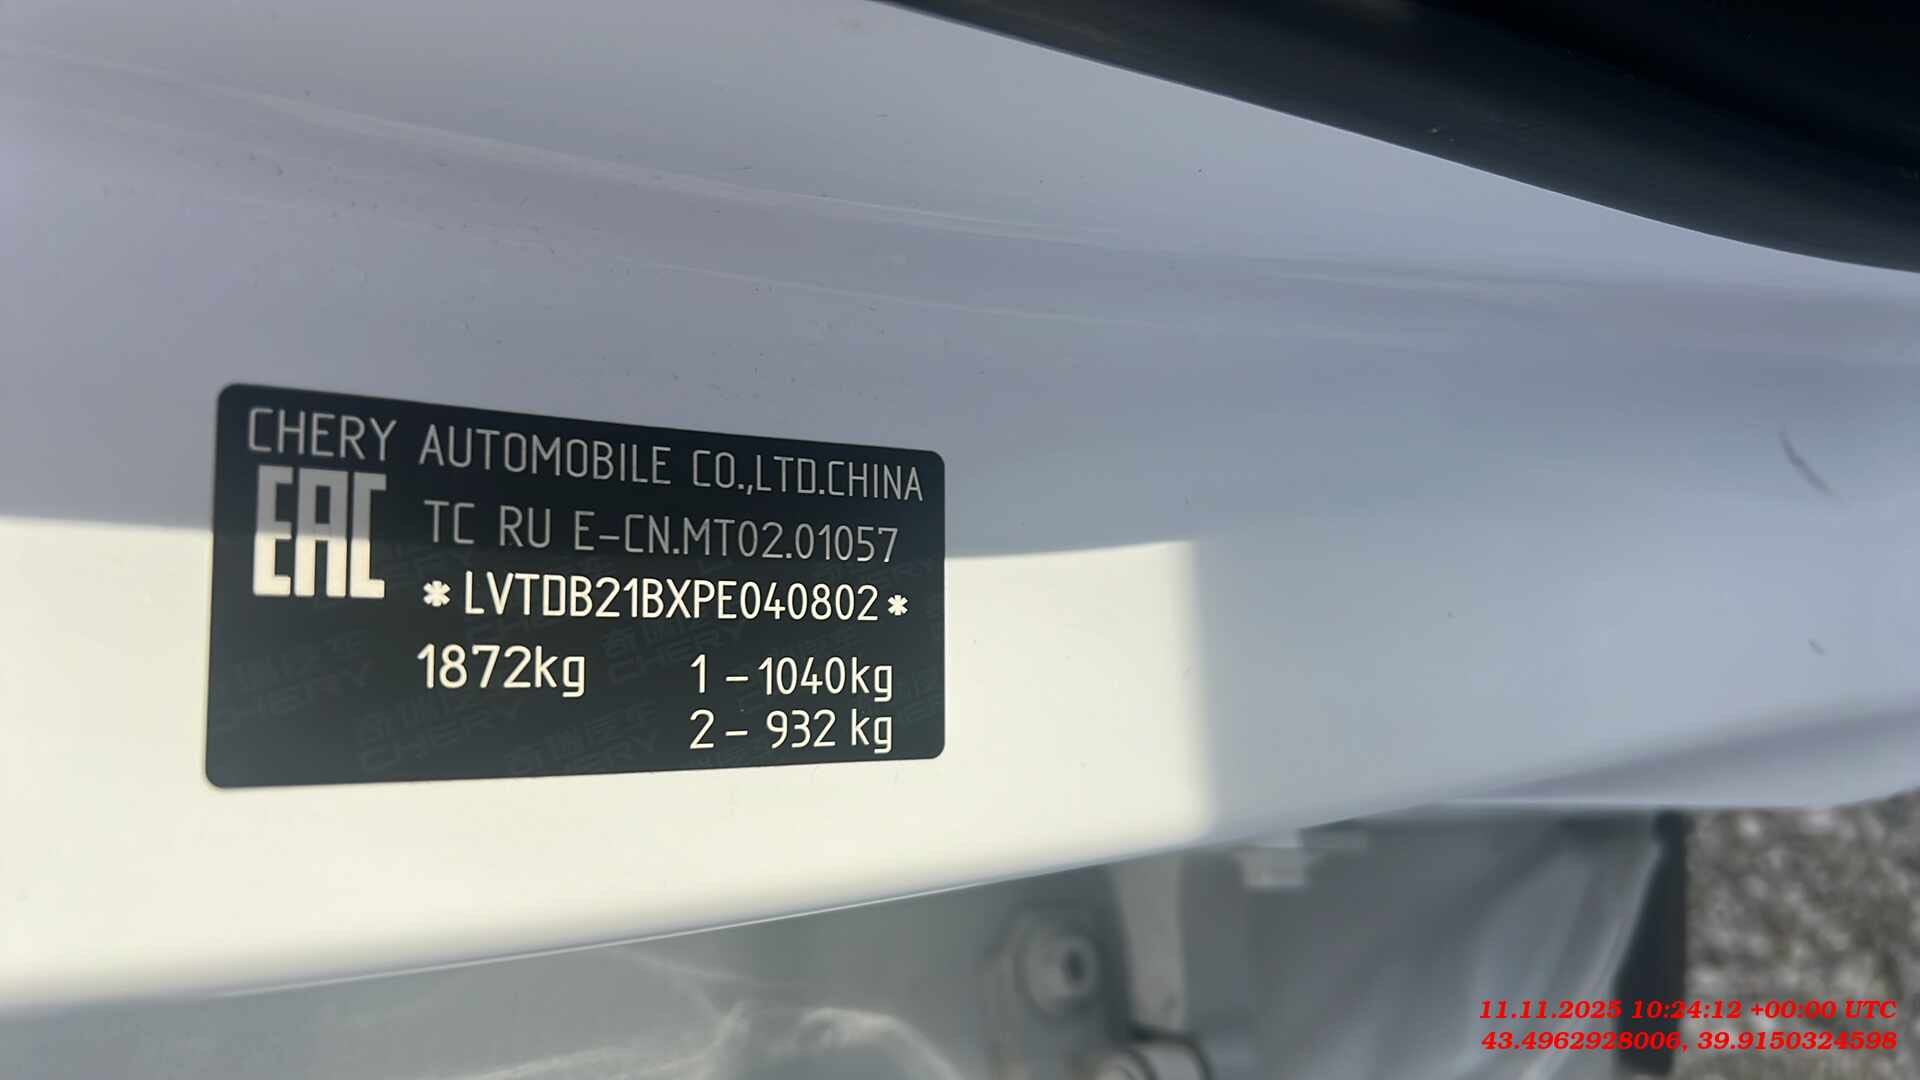 CHERY AUTOMOBILE CO.,LTD.CHINA
EAC
TC RU E-CN.MT02.01057
*LVTDB21BXPE040802*
1872kg 1-1040kg
2-932 kg
11.11.2025 10:24:12 +00:00 UTC
43.4962928006, 39.9150324598